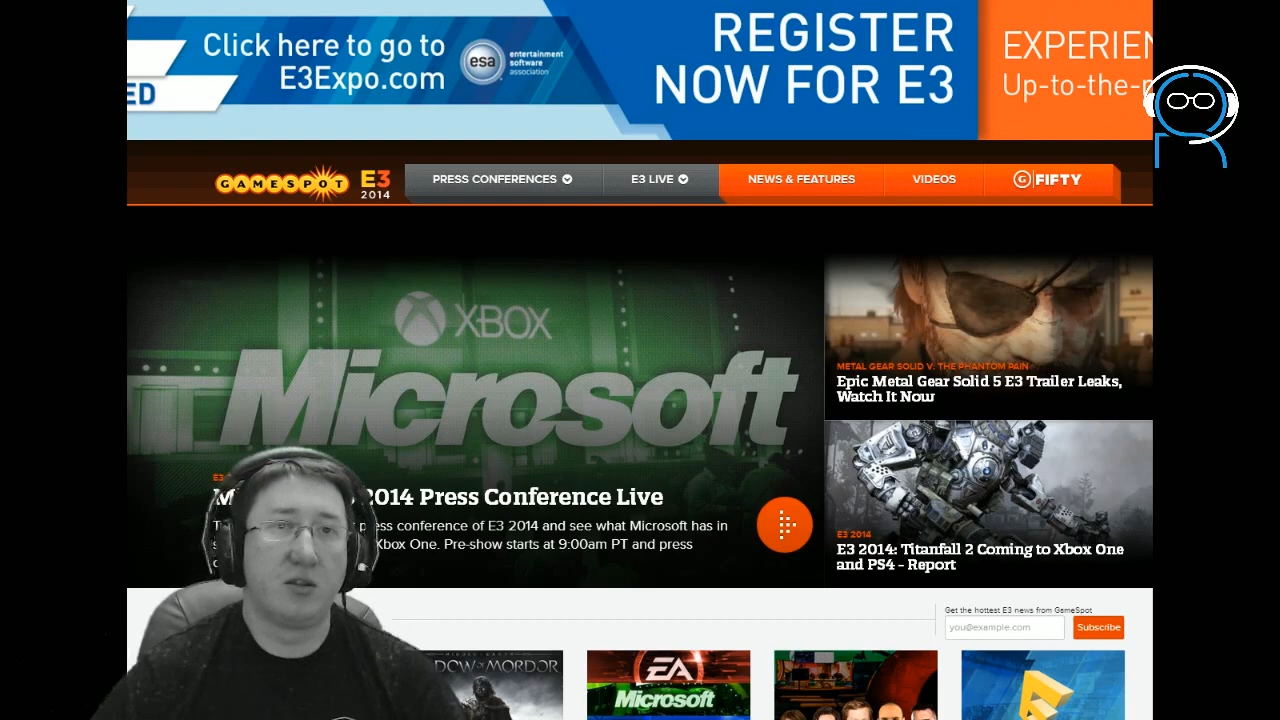 Click here to go to
E3Expo.com
esa
entertainment
software
association
REGISTER
NOW FOR E3
ED
Up-to-the-
GAMESPOT
E3
2014
PRESS CONFERENCES
E3 LIVE
NEWS & FEATURES
VIDEOS
G FIFTY
XBOX
Microsoft
2014 Press Conference Live
press conference of E3 2014 and see what Microsoft has in
Xbox One. Pre-show starts at 9:00am PT and press
METAL GEAR SOLID V: THE PHANTOM PAIN
Epic Metal Gear Solid 5 E3 Trailer Leaks,
Watch It Now
E3 2014
E3 2014: Titanfall 2 Coming to Xbox One
and PS4 - Report
Get the hottest E3 news from GameSpot
you@example.com
Subscribe
DOW OF MORDOR
EA
Microsoft